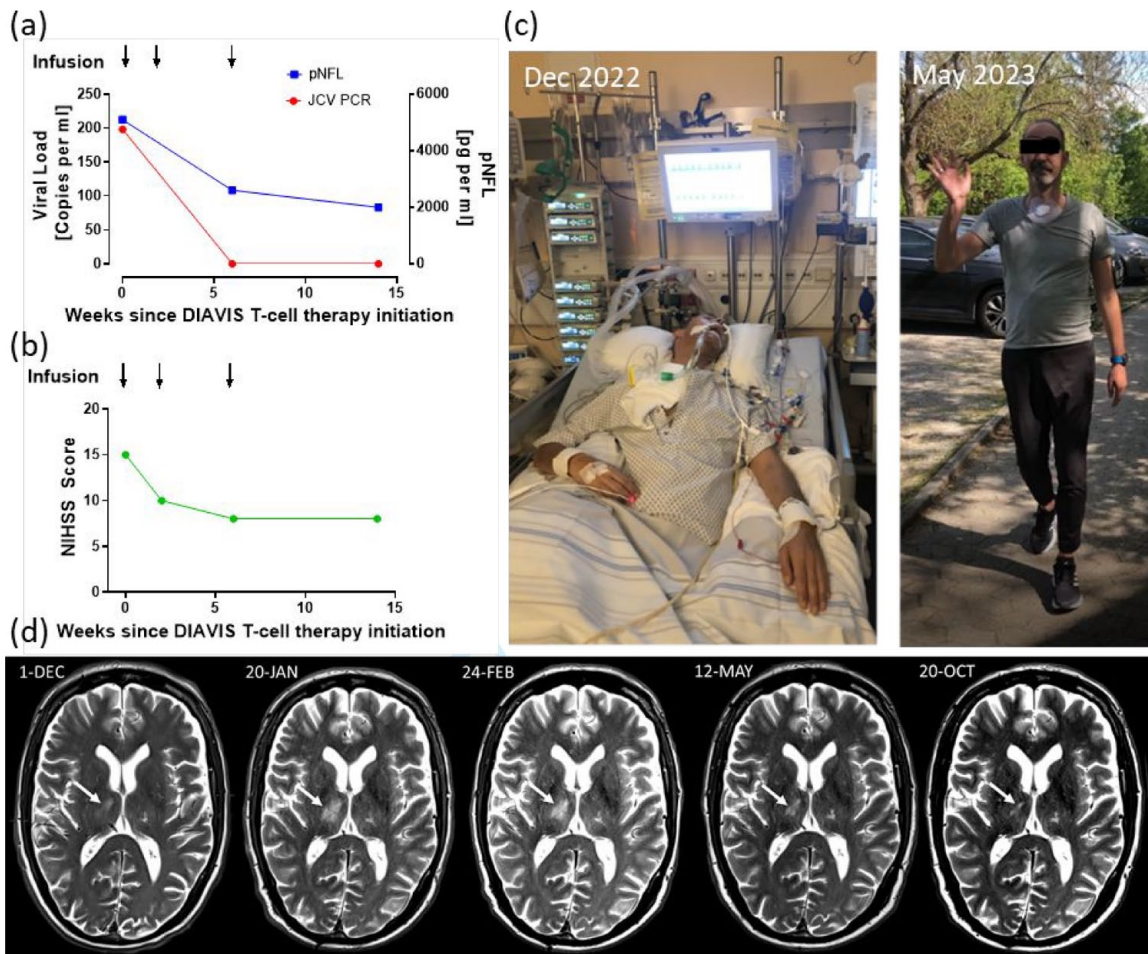 (a)
Infusion
pNFL
JCV PCR
Viral Load
[Copies per ml]
250
200
150
100
50
0
6000
4000
2000
0
pNFL
[pg per ml]
0 5 10 15
Weeks since DIAVIS T-cell therapy initiation
(b)
Infusion
NIHSS Score
20
15
10
5
0
0 5 10 15
Weeks since DIAVIS T-cell therapy initiation
(c)
Dec 2022
May 2023
(d)
1-DEC 20-JAN 24-FEB 12-MAY 20-OCT